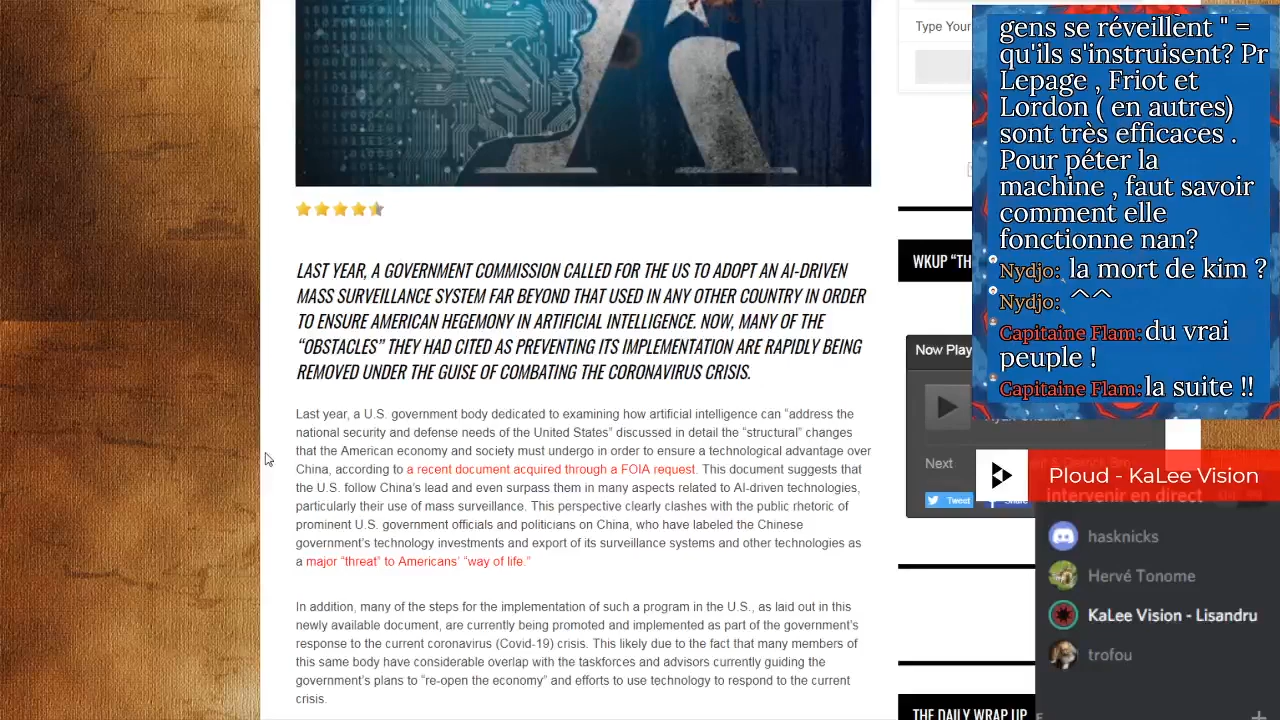 LAST YEAR, A GOVERNMENT COMMISSION CALLED FOR THE US TO ADOPT AN AI-DRIVEN
MASS SURVEILLANCE SYSTEM FAR BEYOND THAT USED IN ANY OTHER COUNTRY IN ORDER
TO ENSURE AMERICAN HEGEMONY IN ARTIFICIAL INTELLIGENCE. NOW, MANY OF THE
“OBSTACLES” THEY HAD CITED AS PREVENTING ITS IMPLEMENTATION ARE RAPIDLY BEING
REMOVED UNDER THE GUISE OF COMBATING THE CORONAVIRUS CRISIS.
Last year, a U.S. government body dedicated to examining how artificial intelligence can “address the
national security and defense needs of the United States” discussed in detail the “structural” changes
that the American economy and society must undergo in order to ensure a technological advantage over
China, according to a recent document acquired through a FOIA request. This document suggests that
the U.S. follow China’s lead and even surpass them in many aspects related to AI-driven technologies,
particularly their use of mass surveillance. This perspective clearly clashes with the public rhetoric of
prominent U.S. government officials and politicians on China, who have labeled the Chinese
government’s technology investments and export of its surveillance systems and other technologies as
a major “threat” to Americans’ “way of life.”
In addition, many of the steps for the implementation of such a program in the U.S., as laid out in this
newly available document, are currently being promoted and implemented as part of the government’s
response to the current coronavirus (Covid-19) crisis. This likely due to the fact that many members of
this same body have considerable overlap with the taskforces and advisors currently guiding the
government’s plans to “re-open the economy” and efforts to use technology to respond to the current
crisis.
Type Your
WKUP “TH
Now Play
Next
Tweet
THE DAILY WRAP UP
gens se réveillent " =
qu'ils s'instruisent? Pr
Lepage , Friot et
Lordon ( en autres)
sont très efficaces .
Pour péter la
machine , faut savoir
comment elle
fonctionne nan?
Nydjo: la mort de kim ?
Nydjo: ^^
Capitaine Flam: du vrai
peuple !
Capitaine Flam: la suite !!
Ploud - KaLee Vision
intervenir en direct
hasknicks
Hervé Tonome
KaLee Vision - Lisandru
trofou